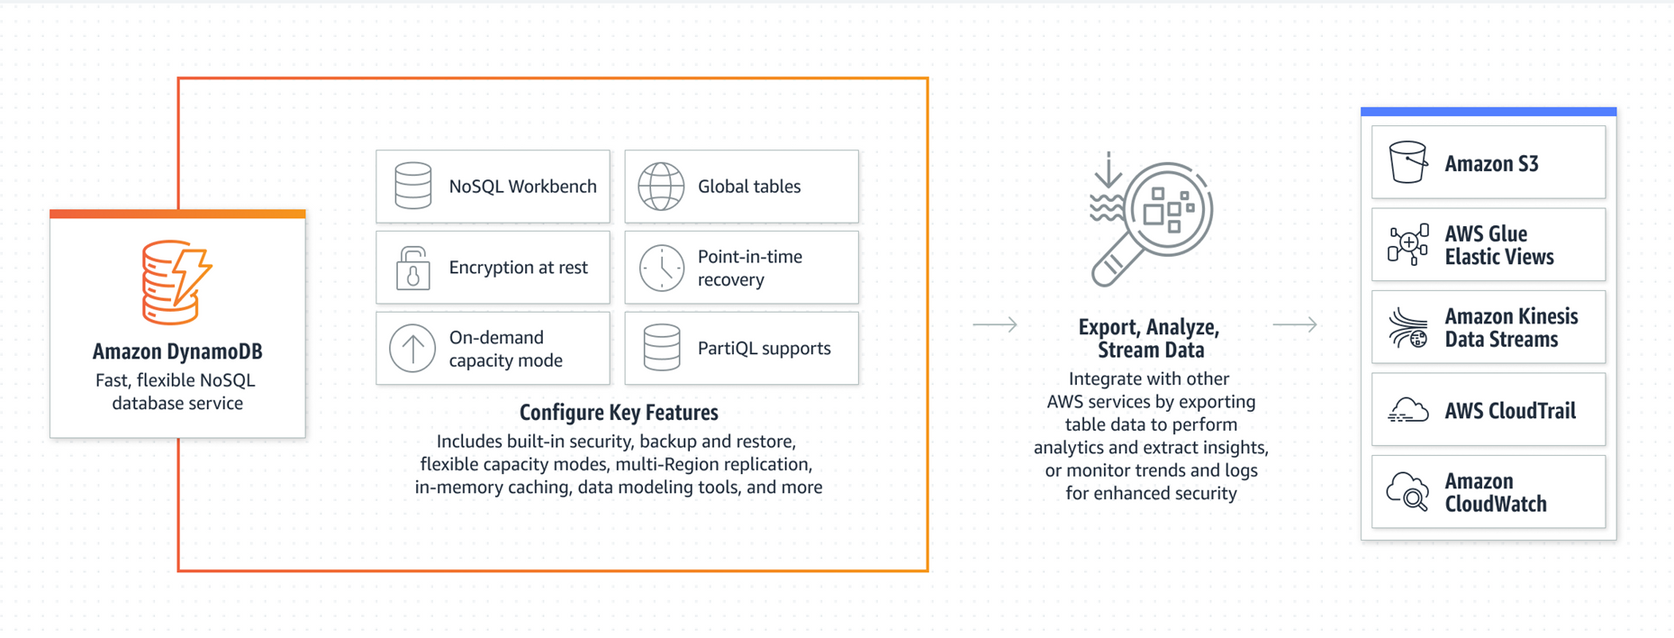 Amazon DynamoDB
Fast, flexible NoSQL
database service
NoSQL Workbench
Global tables
Encryption at rest
Point-in-time
recovery
On-demand
capacity mode
PartiQL supports
Configure Key Features
Includes built-in security, backup and restore,
flexible capacity modes, multi-Region replication,
in-memory caching, data modeling tools, and more
Export, Analyze,
Stream Data
Integrate with other
AWS services by exporting
table data to perform
analytics and extract insights,
or monitor trends and logs
for enhanced security
Amazon S3
AWS Glue
Elastic Views
Amazon Kinesis
Data Streams
AWS CloudTrail
Amazon
CloudWatch